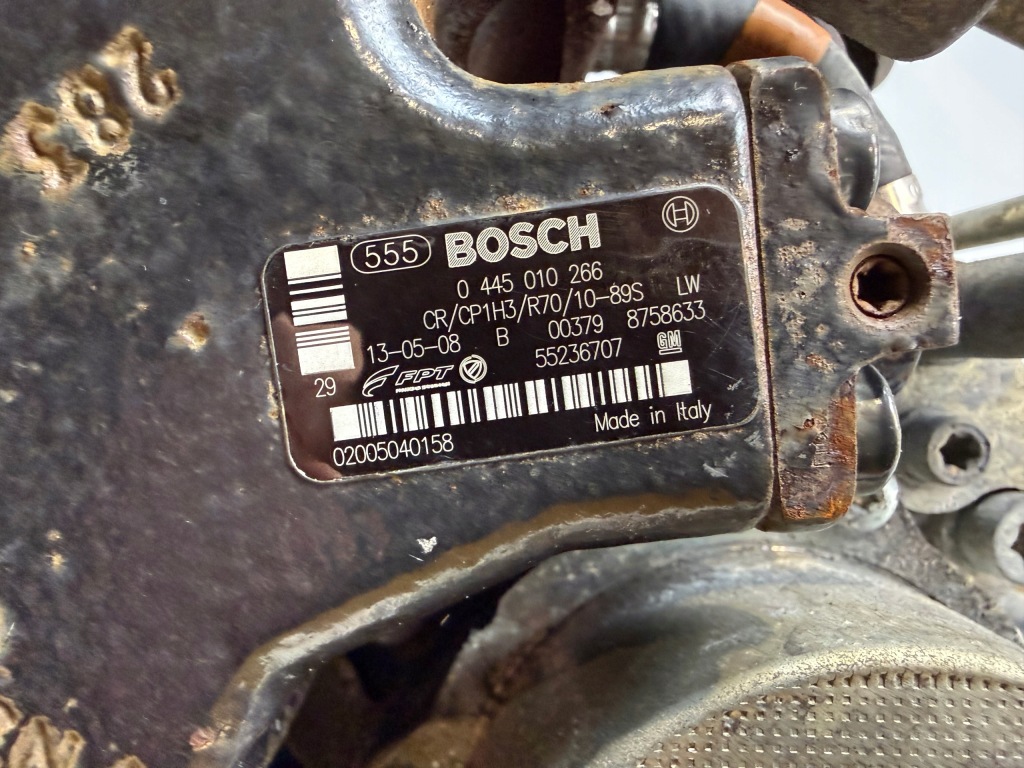 555 BOSCH
0 445 010 266
CR/CP1H3/R70/10-89S LW
13-05-08 B 00379 8758633
29 FPT 55236707 GM
Made in Italy
02005040158